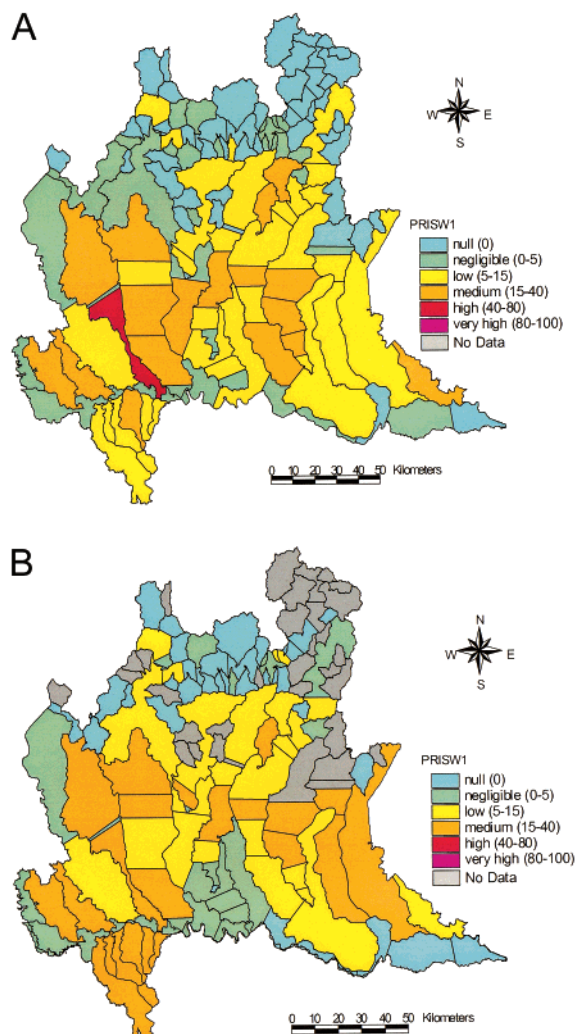 A
N
W E
S
PRISW1
null (0)
negligible (0-5)
low (5-15)
medium (15-40)
high (40-80)
very high (80-100)
No Data
0 10 20 30 40 50 Kilometers
B
N
W E
S
PRISW1
null (0)
negligible (0-5)
low (5-15)
medium (15-40)
high (40-80)
very high (80-100)
No Data
0 10 20 30 40 50 Kilometers